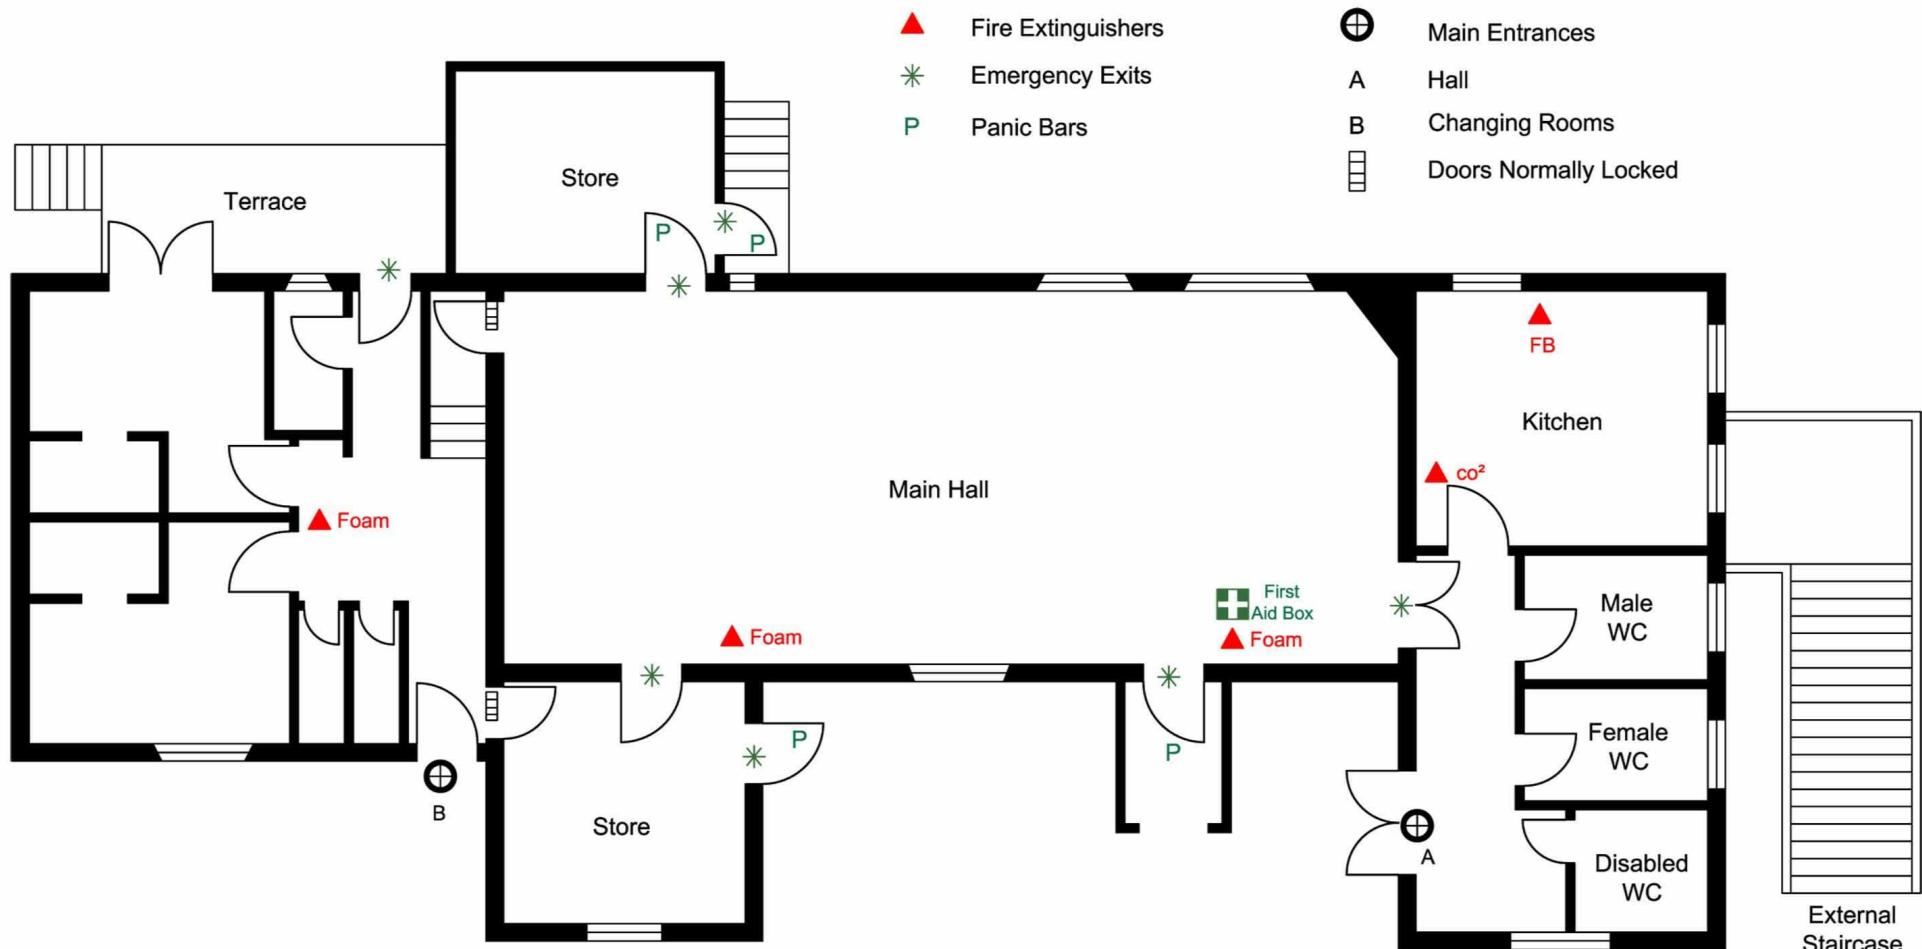 Fire Extinguishers
Emergency Exits
P Panic Bars
Main Entrances
A Hall
B Changing Rooms
Doors Normally Locked
Store
Terrace
P
P
FB
Kitchen
co²
Main Hall
Foam
First
Aid Box
Foam
Foam
Male
WC
Female
WC
P
P
B
Store
A
Disabled
WC
External
Staircase